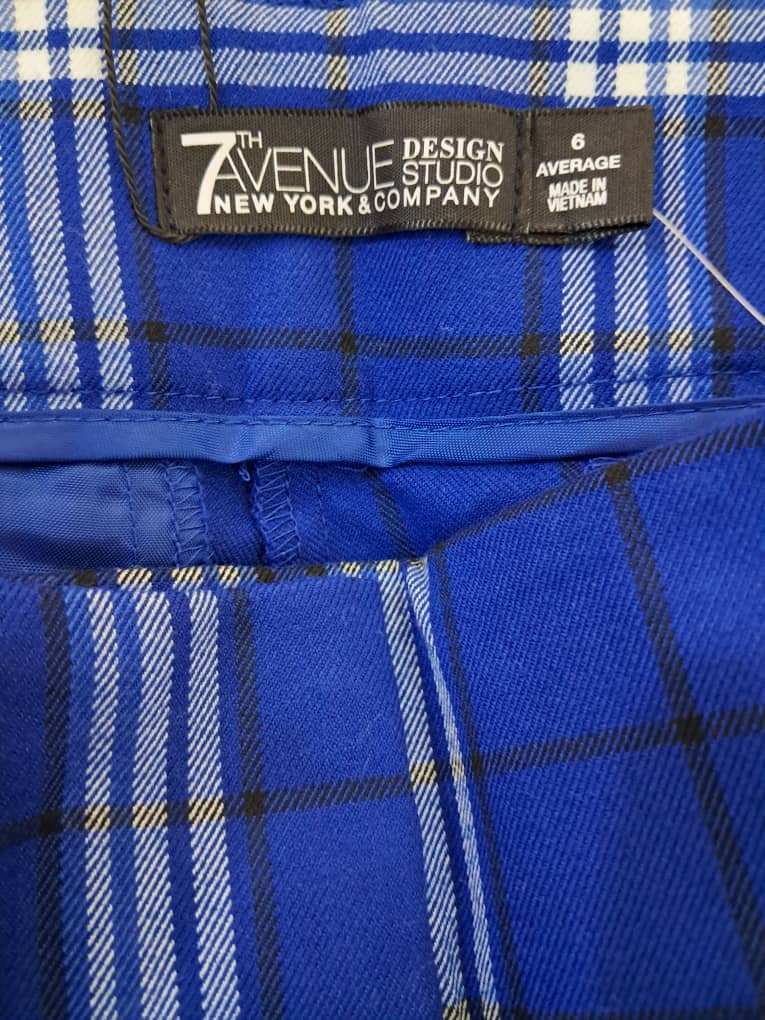 7TH AVENUE DESIGN STUDIO
NEW YORK & COMPANY
6
AVERAGE
MADE IN
VIETNAM